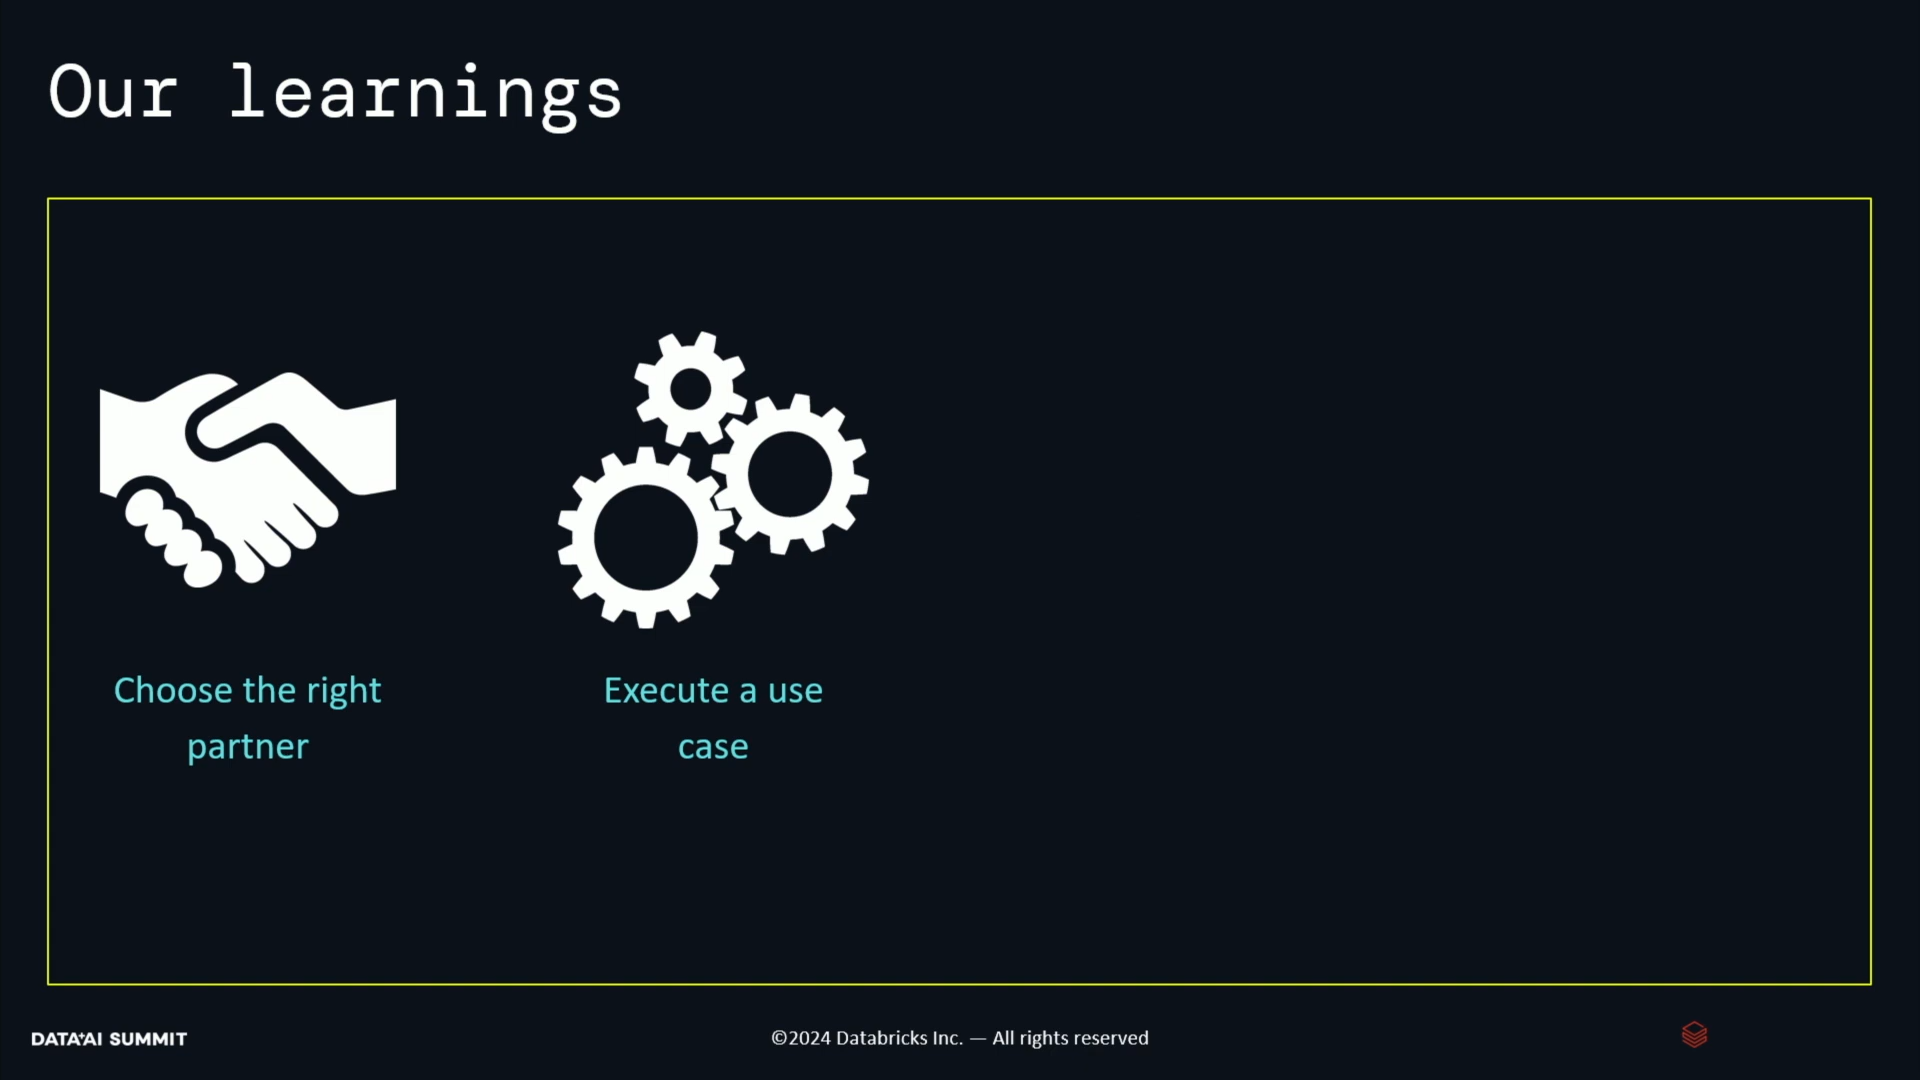 Our learnings
Choose the right
partner
Execute a use
case
DATA+AI SUMMIT
©2024 Databricks Inc. — All rights reserved